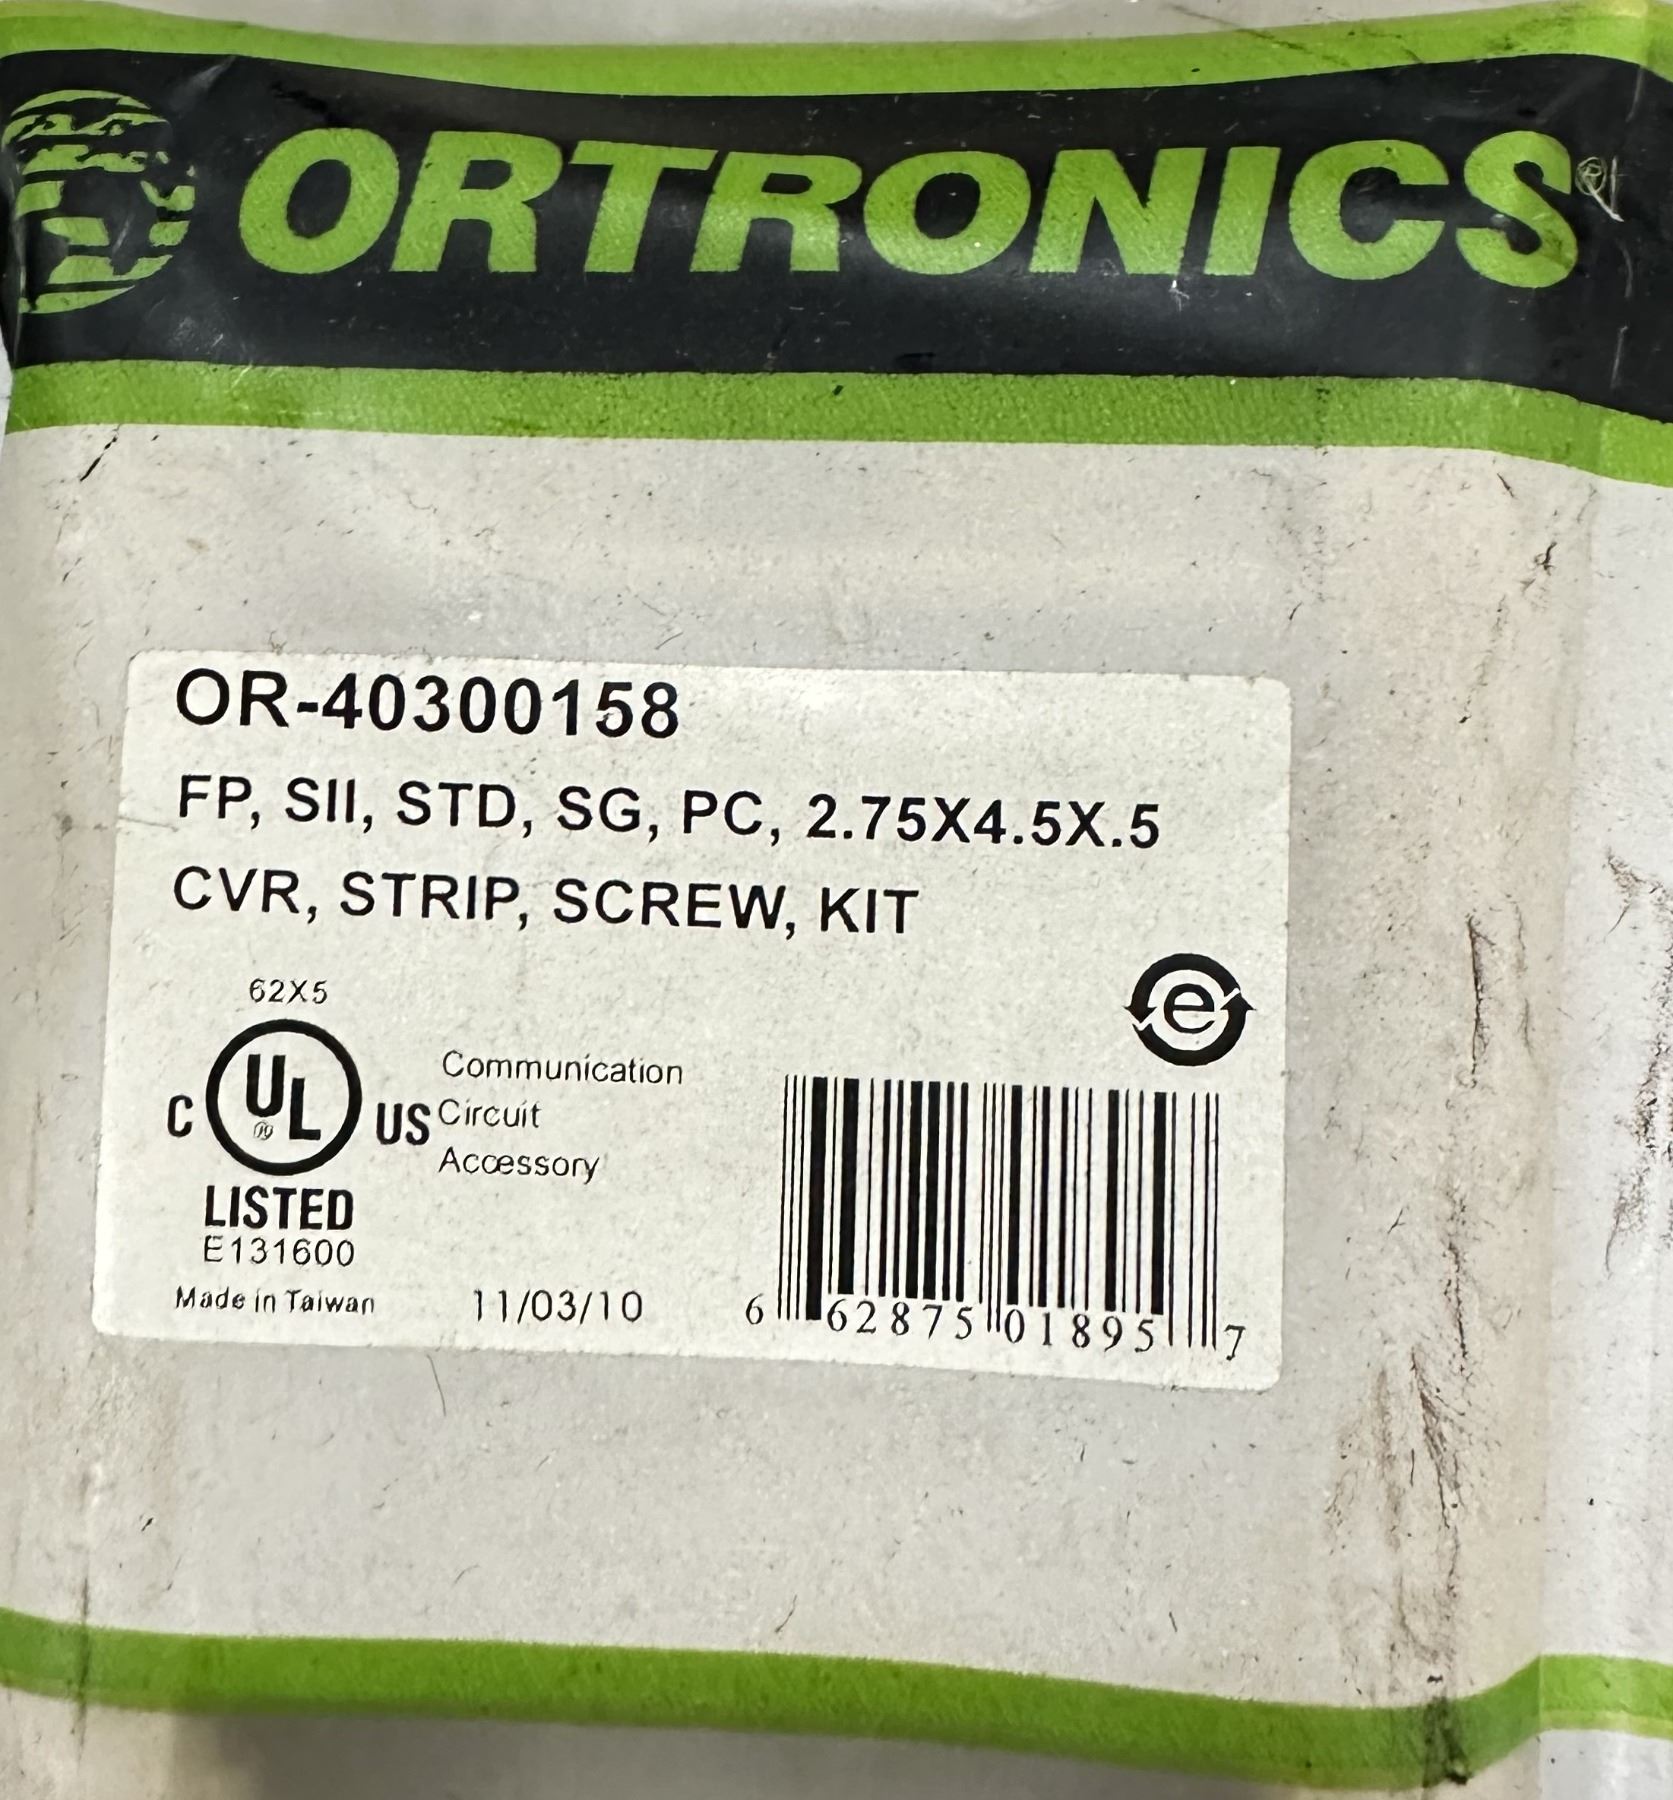 ORTRONICS®
OR-40300158
FP, SII, STD, SG, PC, 2.75X4.5X.5
CVR, STRIP, SCREW, KIT
62X5
C UL ® US
LISTED
E131600
Communication
Circuit
Accessory
e
Made in Taiwan
11/03/10
6 62875 01895 7